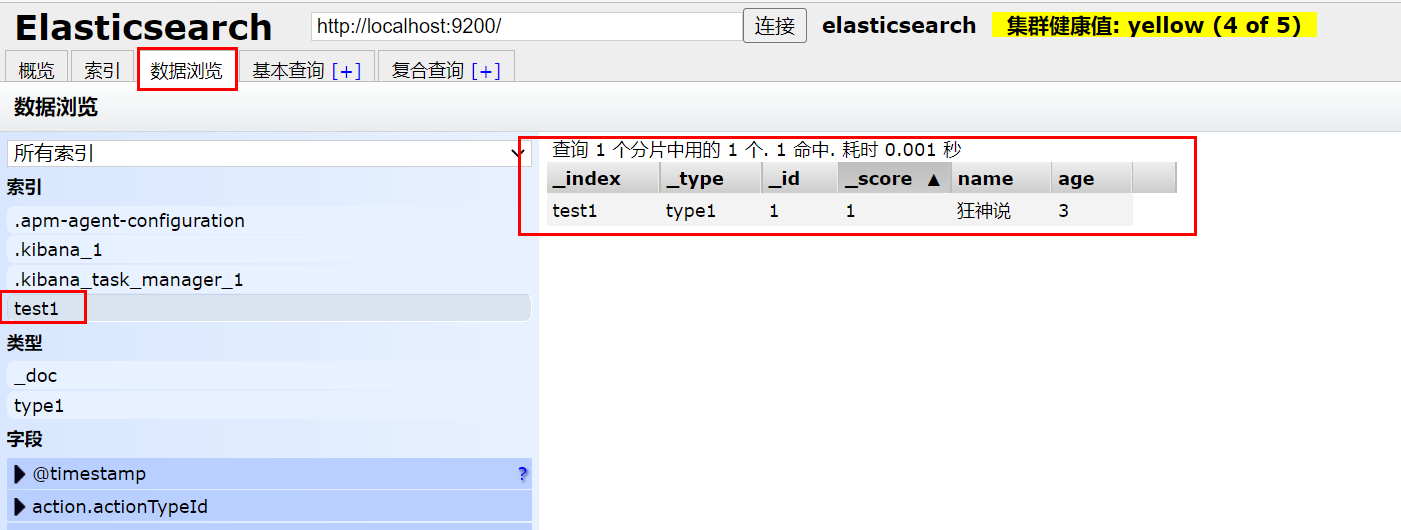 Elasticsearch http://localhost:9200/ 连接 elasticsearch 集群健康值: yellow (4 of 5)
概览 索引 数据浏览 基本查询 [+] 复合查询 [+]
数据浏览
所有索引
索引
.apm-agent-configuration
.kibana_1
.kibana_task_manager_1
test1
类型
_doc
type1
字段
@timestamp ?
action.actionTypeId
查询 1 个分片中用的 1 个. 1 命中. 耗时 0.001 秒
_index _type _id _score ▲ name age
test1 type1 1 1 狂神说 3